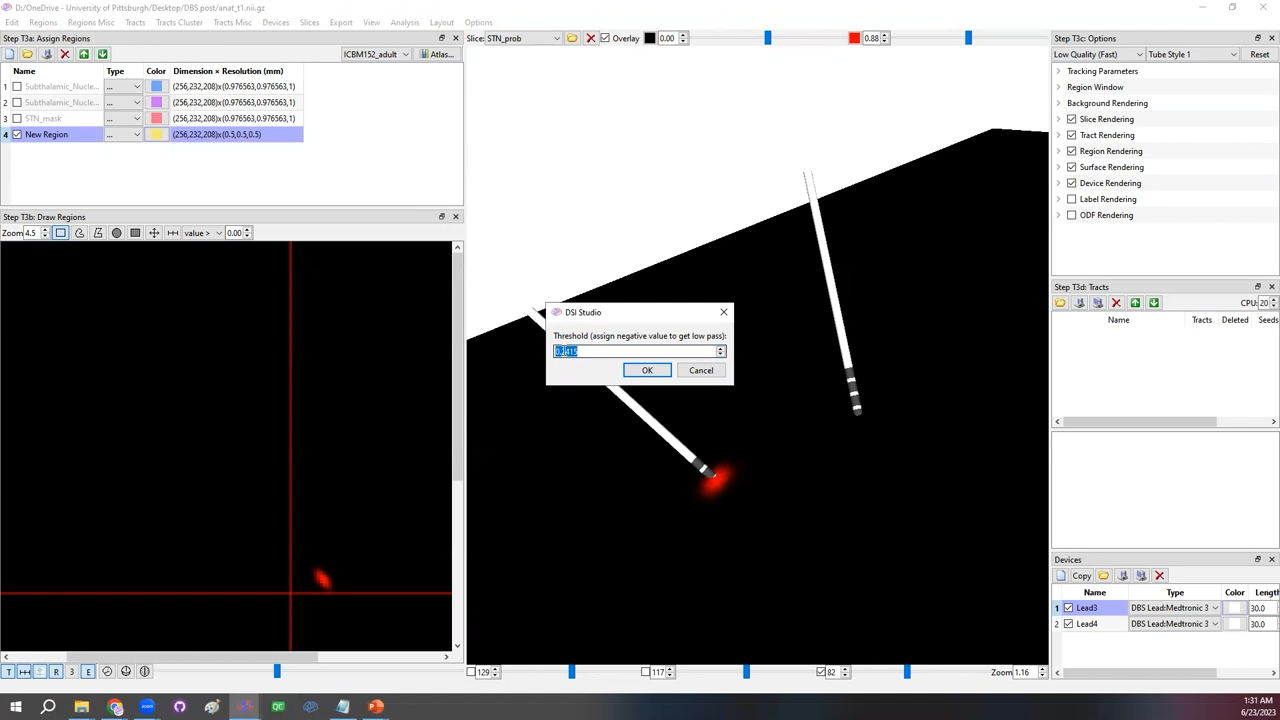 D:/OneDrive - University of Pittsburgh/Desktop/DBS post/anat_t1.nii.gz
Edit Regions Regions Misc Tracts Tracts Cluster Tracts Misc Devices Slices Export View Analysis Layout Options
Step T3a: Assign Regions
ICBM152_adult Atlas...
Name Type Color Dimension × Resolution (mm)
1 Subthalamic_Nucle... ... (256,232,208)x(0.976563,0.976563,1)
2 Subthalamic_Nucle... ... (256,232,208)x(0.976563,0.976563,1)
3 STN_mask ... (256,232,208)x(0.976563,0.976563,1)
4 New Region ... (256,232,208)x(0.5,0.5,0.5)
Step T3b: Draw Regions
Zoom 4.5 value > 0.00
T R 3 E
Slice: STN_prob Overlay 0.00 0.88
DSI Studio
Threshold (assign negative value to get low pass):
OK Cancel
129 117 82 Zoom 1.16
Step T3c: Options
Low Quality (Fast) Tube Style 1 Reset
Tracking Parameters
Region Window
Background Rendering
Slice Rendering
Tract Rendering
Region Rendering
Surface Rendering
Device Rendering
Label Rendering
ODF Rendering
Step T3d: Tracts
CPU: 20
Name Tracts Deleted Seeds
Devices
Copy
Name Type Color Length
1 Lead3 DBS Lead:Medtronic 3 30.0
2 Lead4 DBS Lead:Medtronic 3 30.0
1:31 AM
6/23/2023